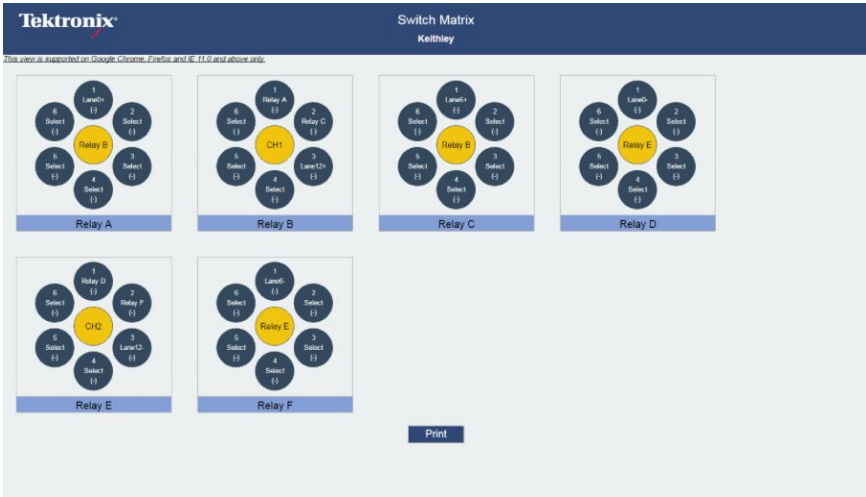 Tektronix
Switch Matrix
Keithley
This view is supported on Google Chrome, Firefox and IE 11.0 and above only.
1
Lane0+
(-)
2
Select
(-)
3
Select
(-)
4
Select
(-)
5
Select
(-)
6
Select
(-)
Relay B
Relay A
1
Relay A
(-)
2
Relay C
(-)
3
Lane12+
(-)
4
Select
(-)
5
Select
(-)
6
Select
(-)
CH1
Relay B
1
Lane6+
(-)
2
Select
(-)
3
Select
(-)
4
Select
(-)
5
Select
(-)
6
Select
(-)
Relay B
Relay C
1
Lane0-
(-)
2
Select
(-)
3
Select
(-)
4
Select
(-)
5
Select
(-)
6
Select
(-)
Relay E
Relay D
1
Relay D
(-)
2
Relay F
(-)
3
Lane12-
(-)
4
Select
(-)
5
Select
(-)
6
Select
(-)
CH2
Relay E
1
Lane6-
(-)
2
Select
(-)
3
Select
(-)
4
Select
(-)
5
Select
(-)
6
Select
(-)
Relay E
Relay F
Print